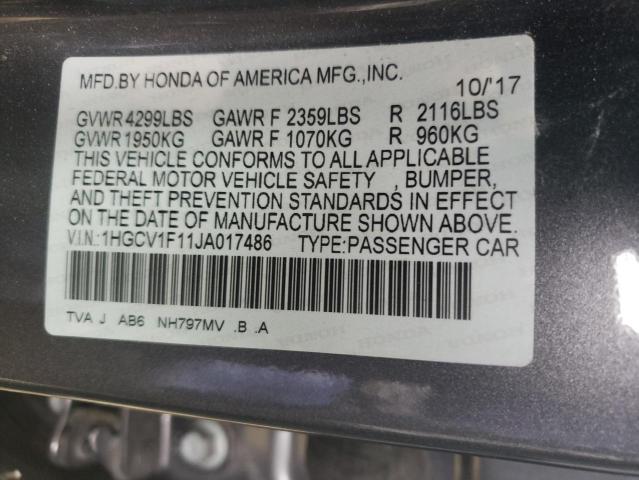 MFD.BY HONDA OF AMERICA MFG.,INC. 10/'17
GVWR 4299LBS GAWR F 2359LBS R 2116LBS
GVWR 1950KG GAWR F 1070KG R 960KG
THIS VEHICLE CONFORMS TO ALL APPLICABLE
FEDERAL MOTOR VEHICLE SAFETY , BUMPER,
AND THEFT PREVENTION STANDARDS IN EFFECT
ON THE DATE OF MANUFACTURE SHOWN ABOVE.
V.I.N.:1HGCV1F11JA017486 TYPE:PASSENGER CAR
TVA J AB6 NH797MV .B .A